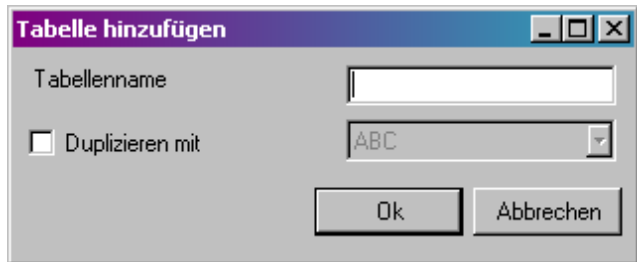 Tabelle hinzufügen
Tabellenname
Duplizieren mit ABC
Ok Abbrechen